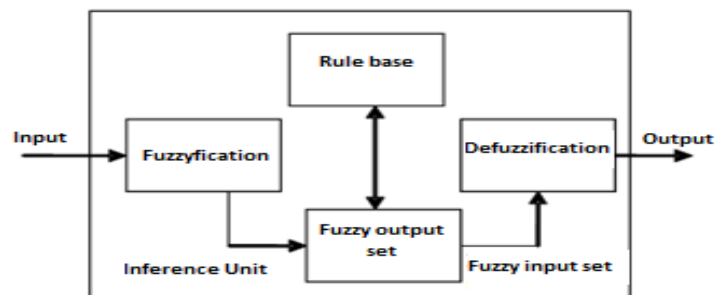 Rule base
Input
Fuzzyfication
Defuzzification
Output
Fuzzy output
set
Inference Unit
Fuzzy input set